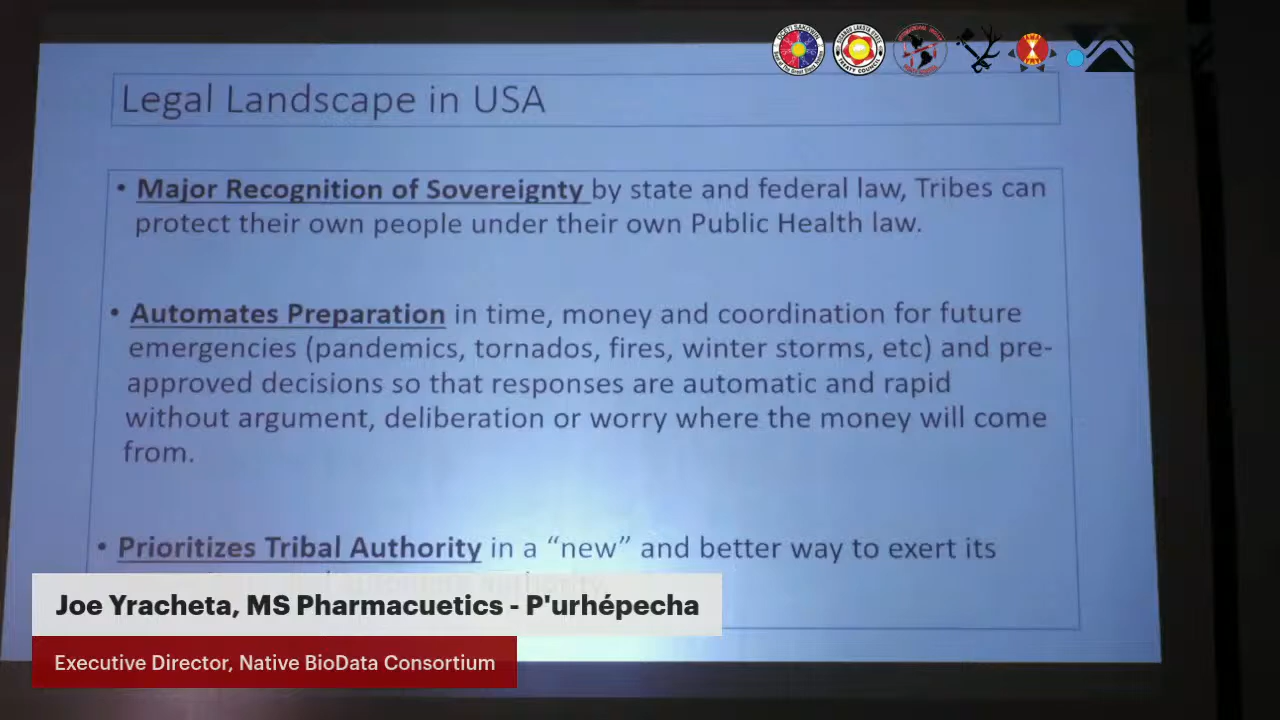 TREATY COUNCIL
Legal Landscape in USA
• Major Recognition of Sovereignty by state and federal law, Tribes can
protect their own people under their own Public Health law.
• Automates Preparation in time, money and coordination for future
emergencies (pandemics, tornados, fires, winter storms, etc) and pre-
approved decisions so that responses are automatic and rapid
without argument, deliberation or worry where the money will come
from.
• Prioritizes Tribal Authority in a “new” and better way to exert its
Joe Yracheta, MS Pharmacuetics - P'urhépecha
Executive Director, Native BioData Consortium